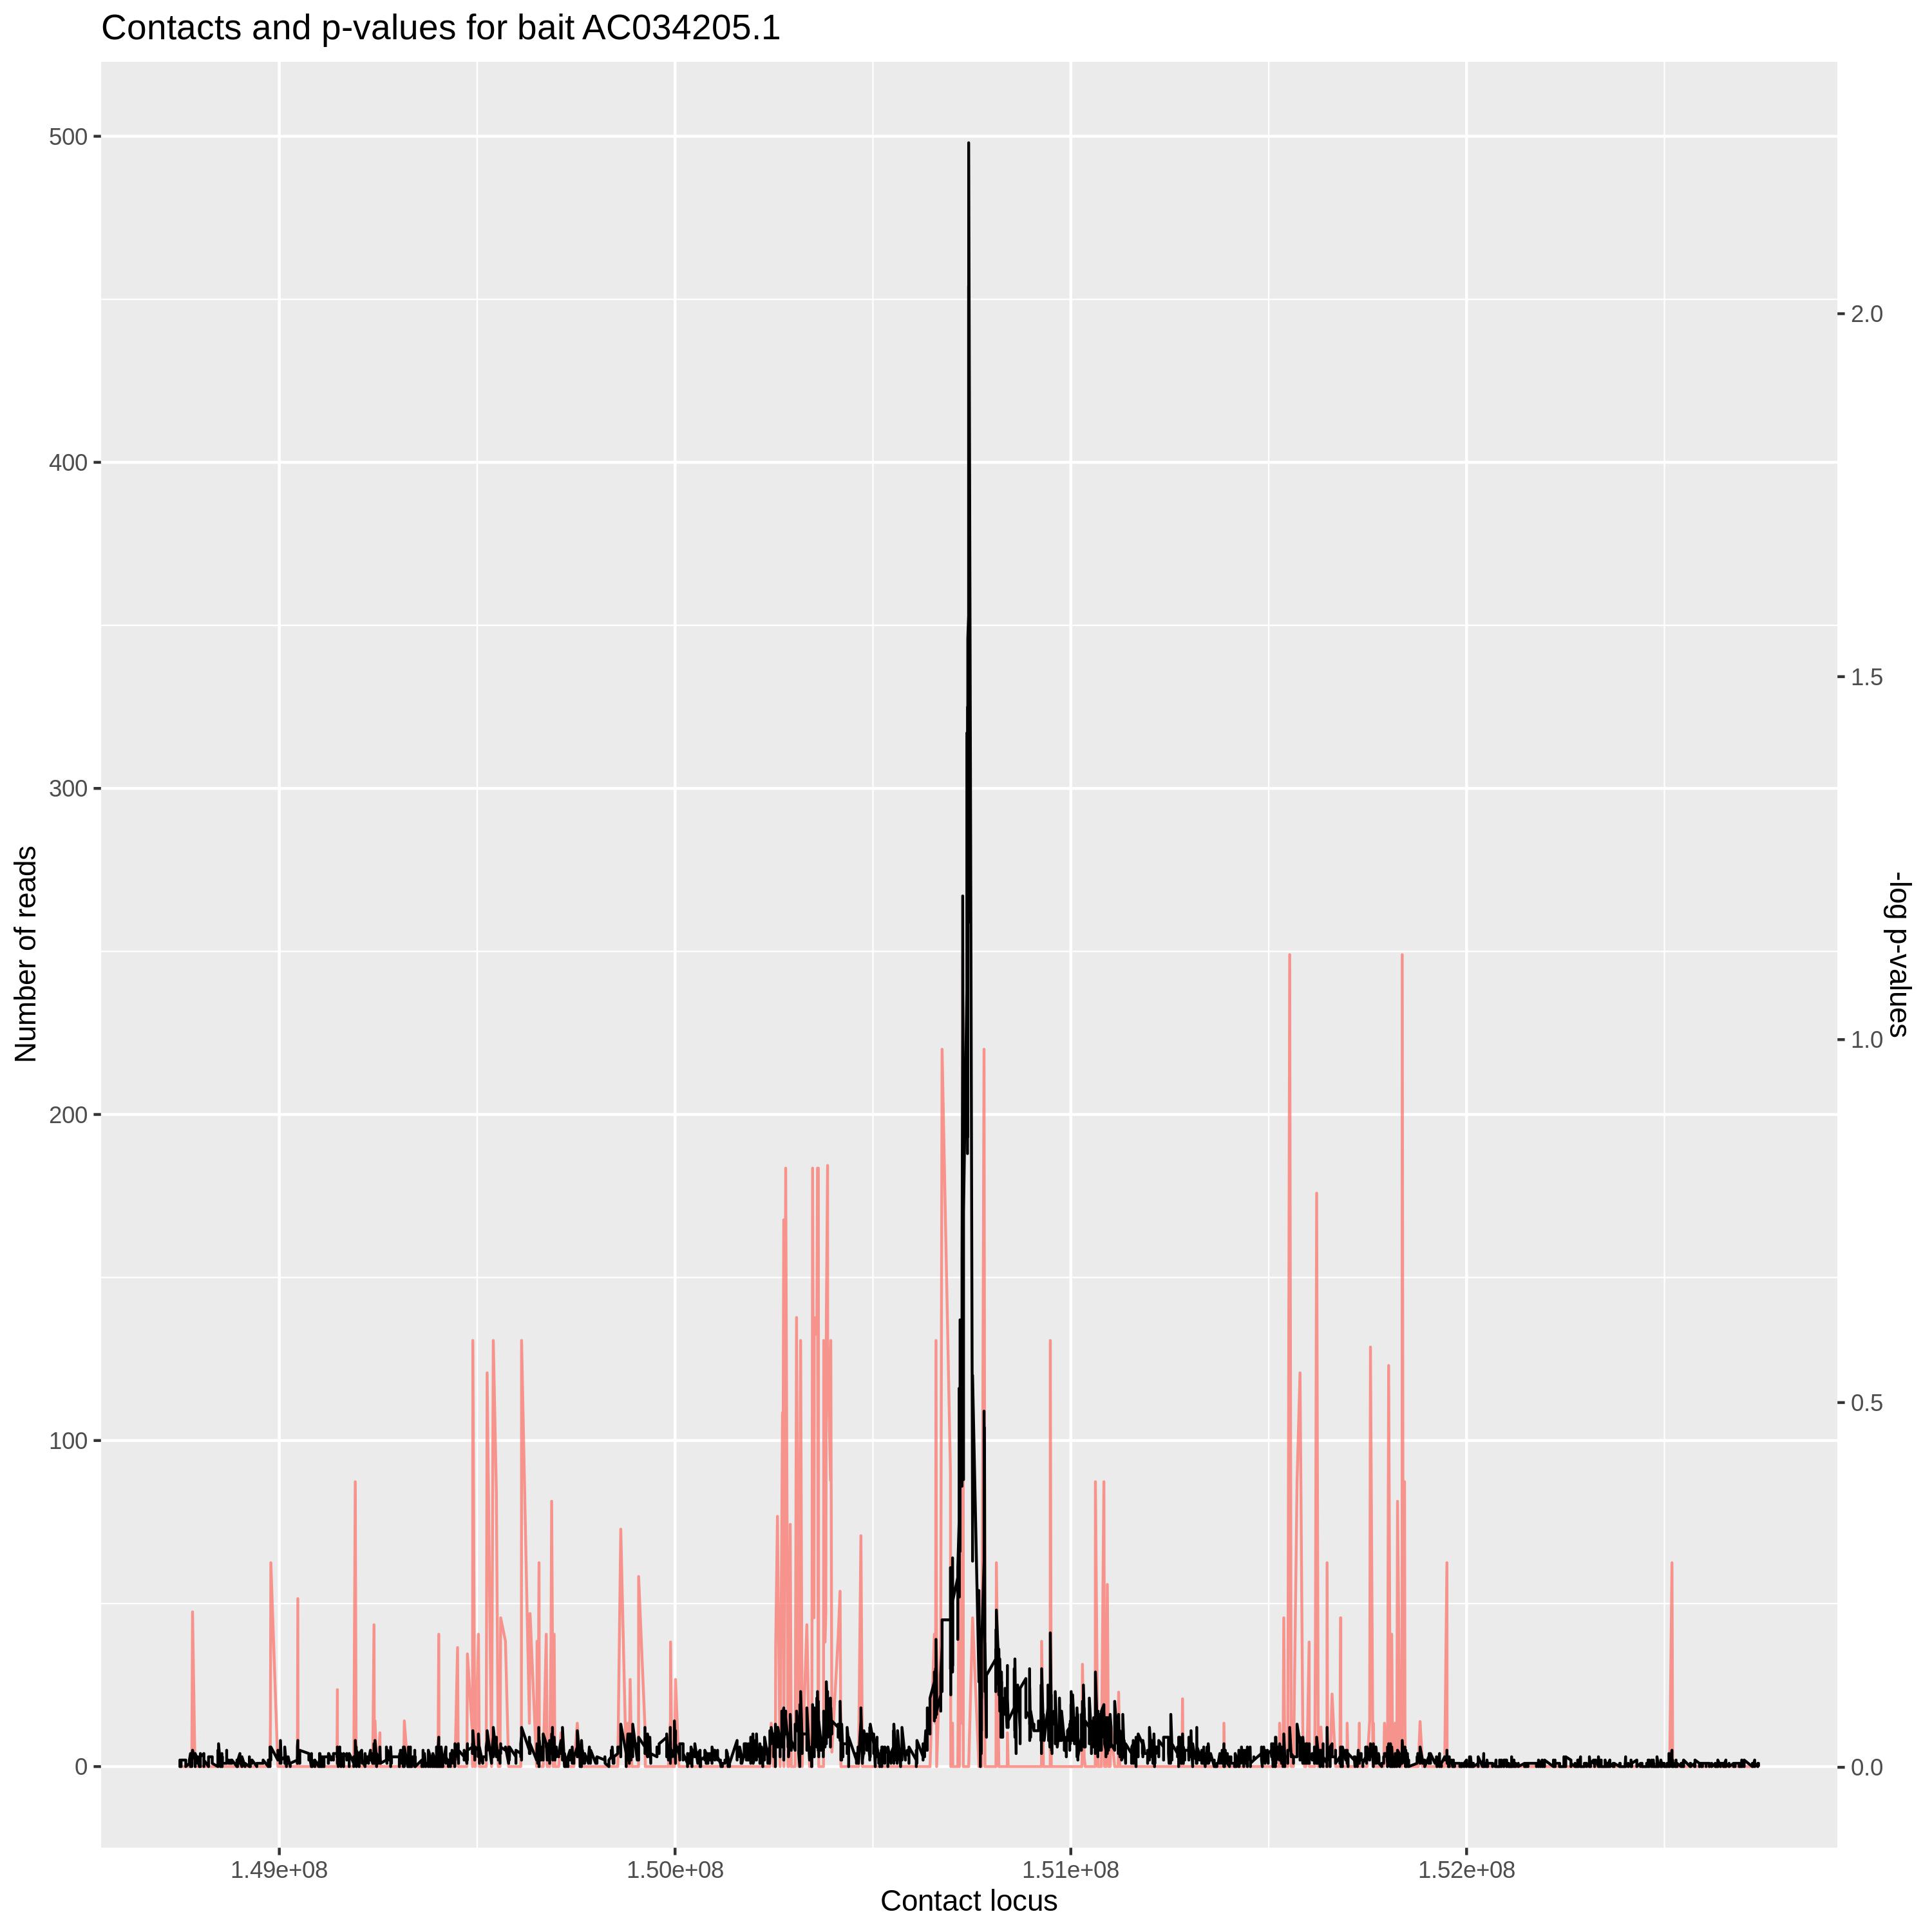 Contacts and p-values for bait AC034205.1
500
400
300
200
100
0
Number of reads
2.0
1.5
1.0
0.5
0.0
-log p-values
1.49e+08
1.50e+08
1.51e+08
1.52e+08
Contact locus